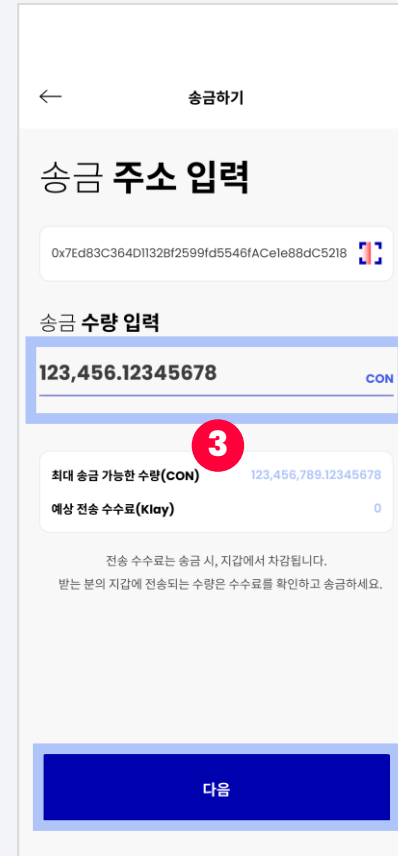 송금하기
송금 주소 입력
0x7Ed83C364D1132Bf2599fd5546fACe1e88dC5218
송금 수량 입력
123,456.12345678 CON
3
최대 송금 가능한 수량(CON) 123,456,789.12345678
예상 전송 수수료(Klay) 0
전송 수수료는 송금 시, 지갑에서 차감됩니다.
받는 분의 지갑에 전송되는 수량은 수수료를 확인하고 송금하세요.
다음